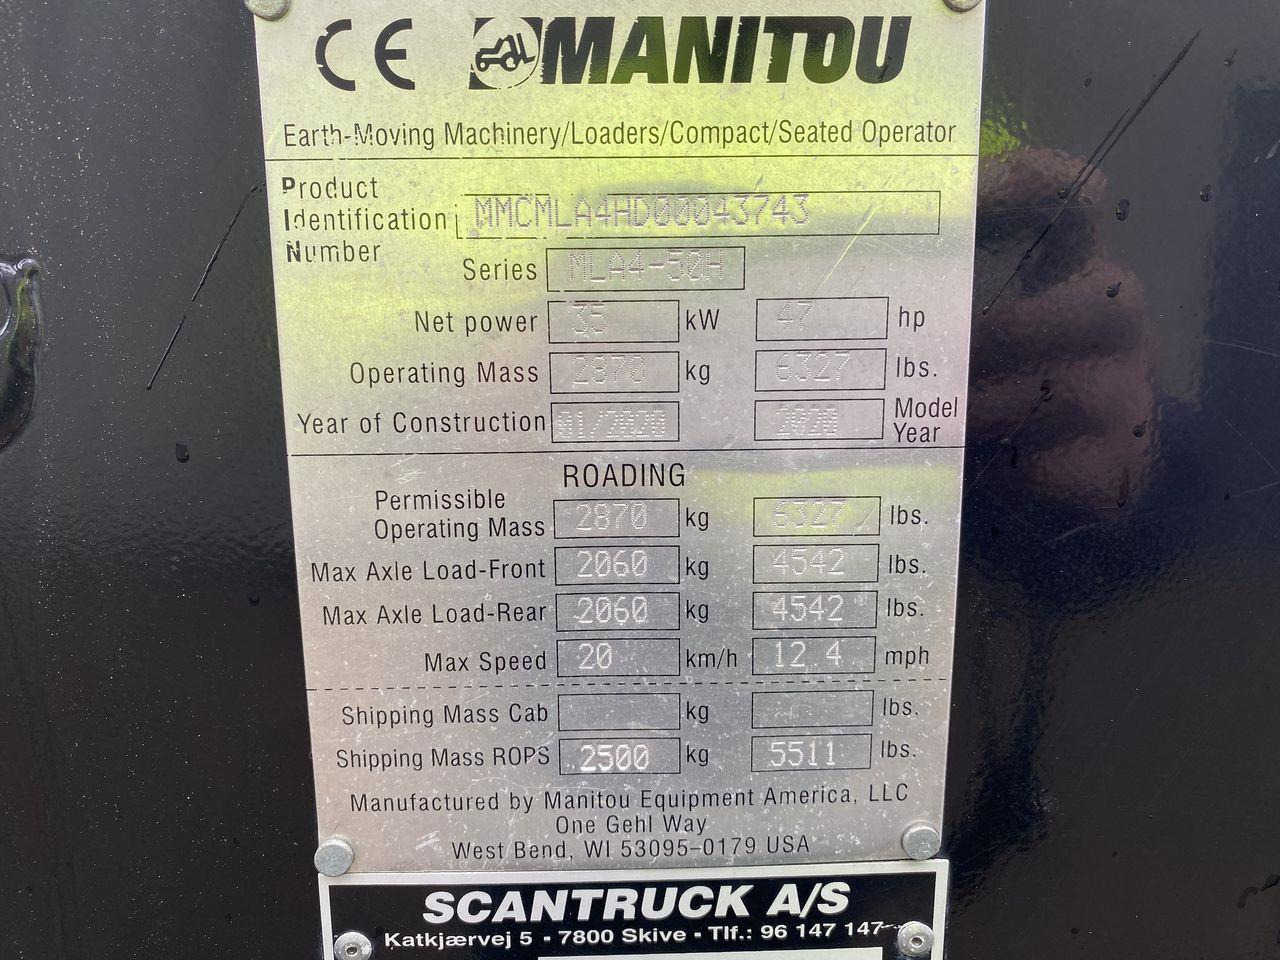 CE MANITOU
Earth-Moving Machinery/Loaders/Compact/Seated Operator
Product
Identification MMCMLA4HD00043743
Number
Series MLA4-50H
Net power 35 kW 47 hp
Operating Mass 2870 kg 6327 lbs.
Year of Construction 01/2020 2020 Model Year
ROADING
Permissible
Operating Mass 2870 kg 6327 lbs.
Max Axle Load-Front 2060 kg 4542 lbs.
Max Axle Load-Rear 2060 kg 4542 lbs.
Max Speed 20 km/h 12 4 mph
Shipping Mass Cab kg lbs.
Shipping Mass ROPS 2500 kg 5511 lbs.
Manufactured by Manitou Equipment America, LLC
One Gehl Way
West Bend, WI 53095-0179 USA
SCANTRUCK A/S
Katkjærvej 5 - 7800 Skive - Tlf.: 96 147 147